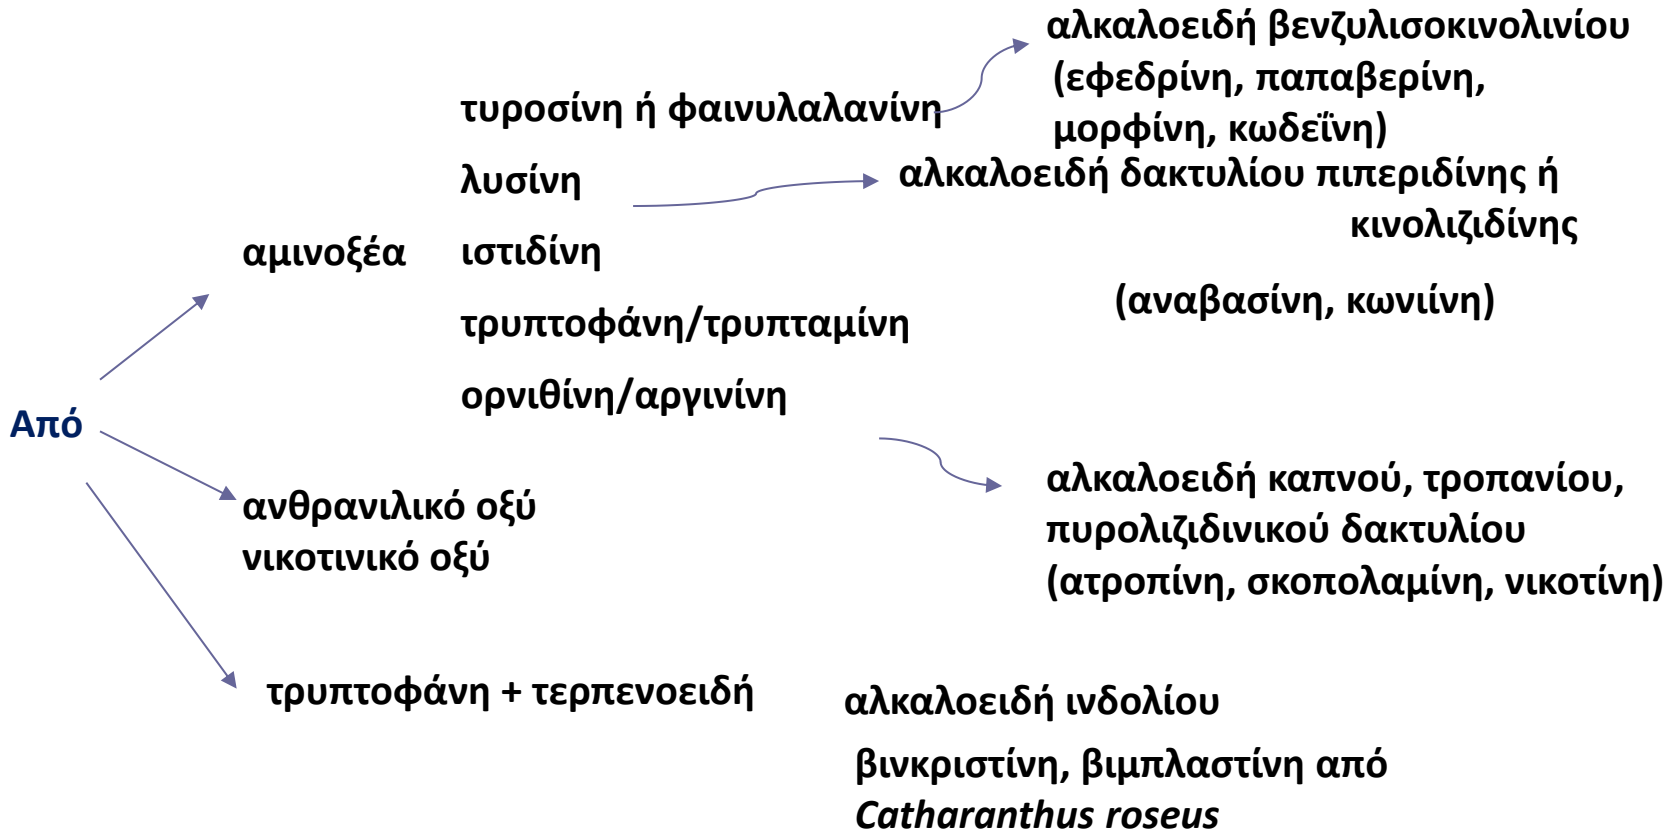 αλκαλοειδή βενζυλισοκινολινίου
(εφεδρίνη, παπαβερίνη,
μορφίνη, κωδεΐνη)
τυροσίνη ή φαινυλαλανίνη
λυσίνη
αλκαλοειδή δακτυλίου πιπεριδίνης ή
κινολιζιδίνης
αμινοξέα
ιστιδίνη
(αναβασίνη, κωνιίνη)
τρυπτοφάνη/τρυπταμίνη
ορνιθίνη/αργινίνη
Από
αλκαλοειδή καπνού, τροπανίου,
πυρολιζιδινικού δακτυλίου
(ατροπίνη, σκοπολαμίνη, νικοτίνη)
ανθρανιλικό οξύ
νικοτινικό οξύ
τρυπτοφάνη + τερπενοειδή
αλκαλοειδή ινδολίου
βινκριστίνη, βιμπλαστίνη από
Catharanthus roseus